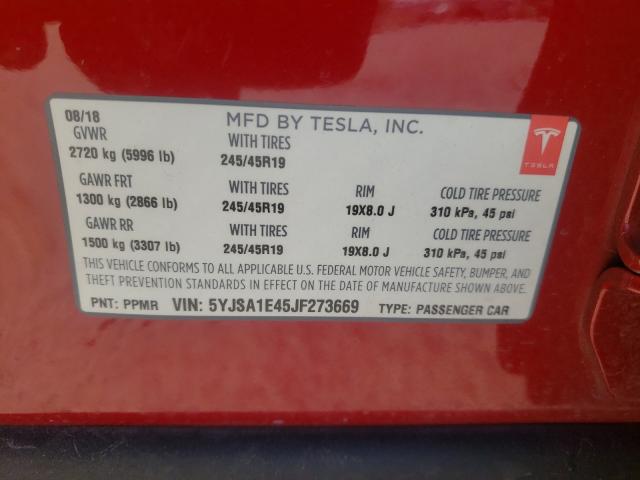 08/18 MFD BY TESLA, INC.
GVWR WITH TIRES
2720 kg (5996 lb) 245/45R19
TESLA
GAWR FRT WITH TIRES RIM COLD TIRE PRESSURE
1300 kg (2866 lb) 245/45R19 19X8.0 J 310 kPa, 45 psi
GAWR RR WITH TIRES RIM COLD TIRE PRESSURE
1500 kg (3307 lb) 245/45R19 19X8.0 J 310 kPa, 45 psi
THIS VEHICLE CONFORMS TO ALL APPLICABLE U.S. FEDERAL MOTOR VEHICLE SAFETY, BUMPER, AND
THEFT PREVENTION STANDARDS IN EFFECT ON THE DATE OF MANUFACTURE SHOWN ABOVE.
PNT: PPMR VIN: 5YJSA1E45JF273669 TYPE: PASSENGER CAR